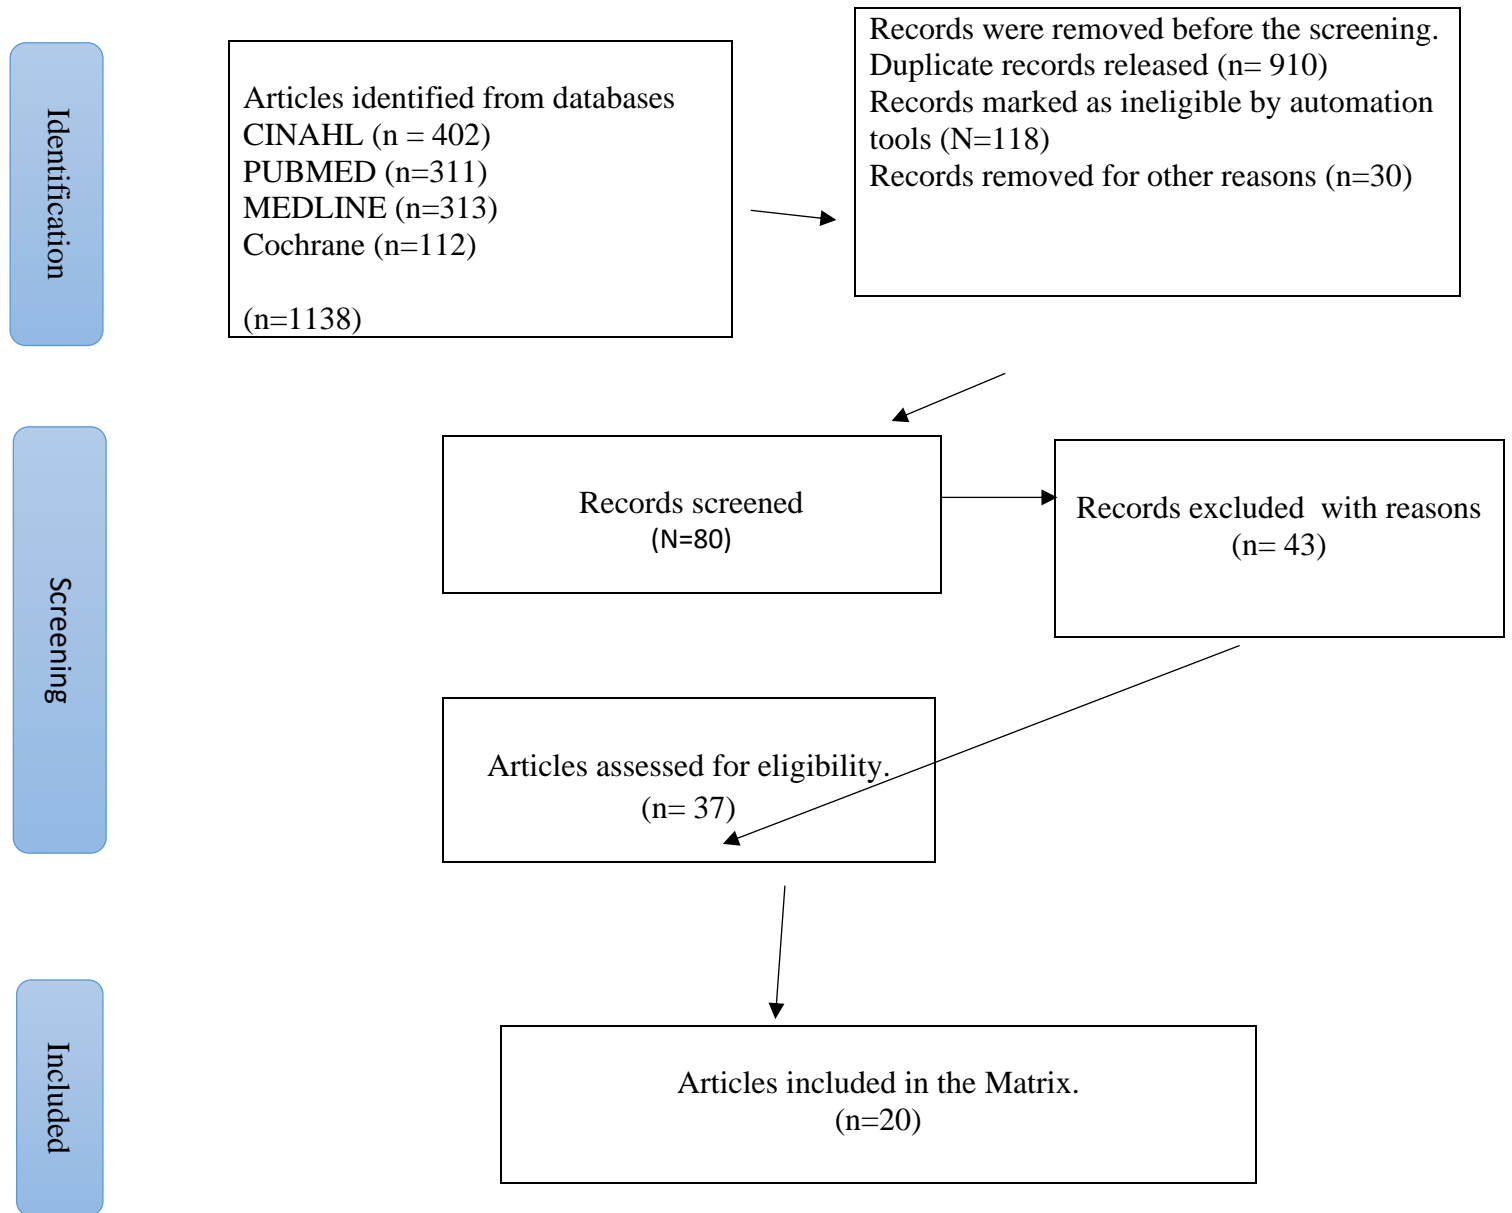 Identification
Articles identified from databases
CINAHL (n = 402)
PUBMED (n=311)
MEDLINE (n=313)
Cochrane (n=112)
(n=1138)
Records were removed before the screening.
Duplicate records released (n= 910)
Records marked as ineligible by automation
tools (N=118)
Records removed for other reasons (n=30)
Screening
Records screened
(N=80)
Records excluded  with reasons
(n= 43)
Articles assessed for eligibility.
(n= 37)
Included
Articles included in the Matrix.
(n=20)